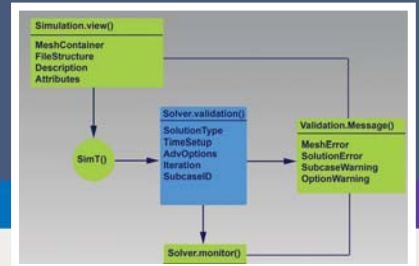 Simulation.view()
MeshContainer
FileStructure
Description
Attributes
SimT()
Solver.validation()
SolutionType
TimeSetup
AdvOptions
Iteration
SubcaseID
Validation.Message()
MeshError
SolutionError
SubcaseWarning
OptionWarning
Solver.monitor()